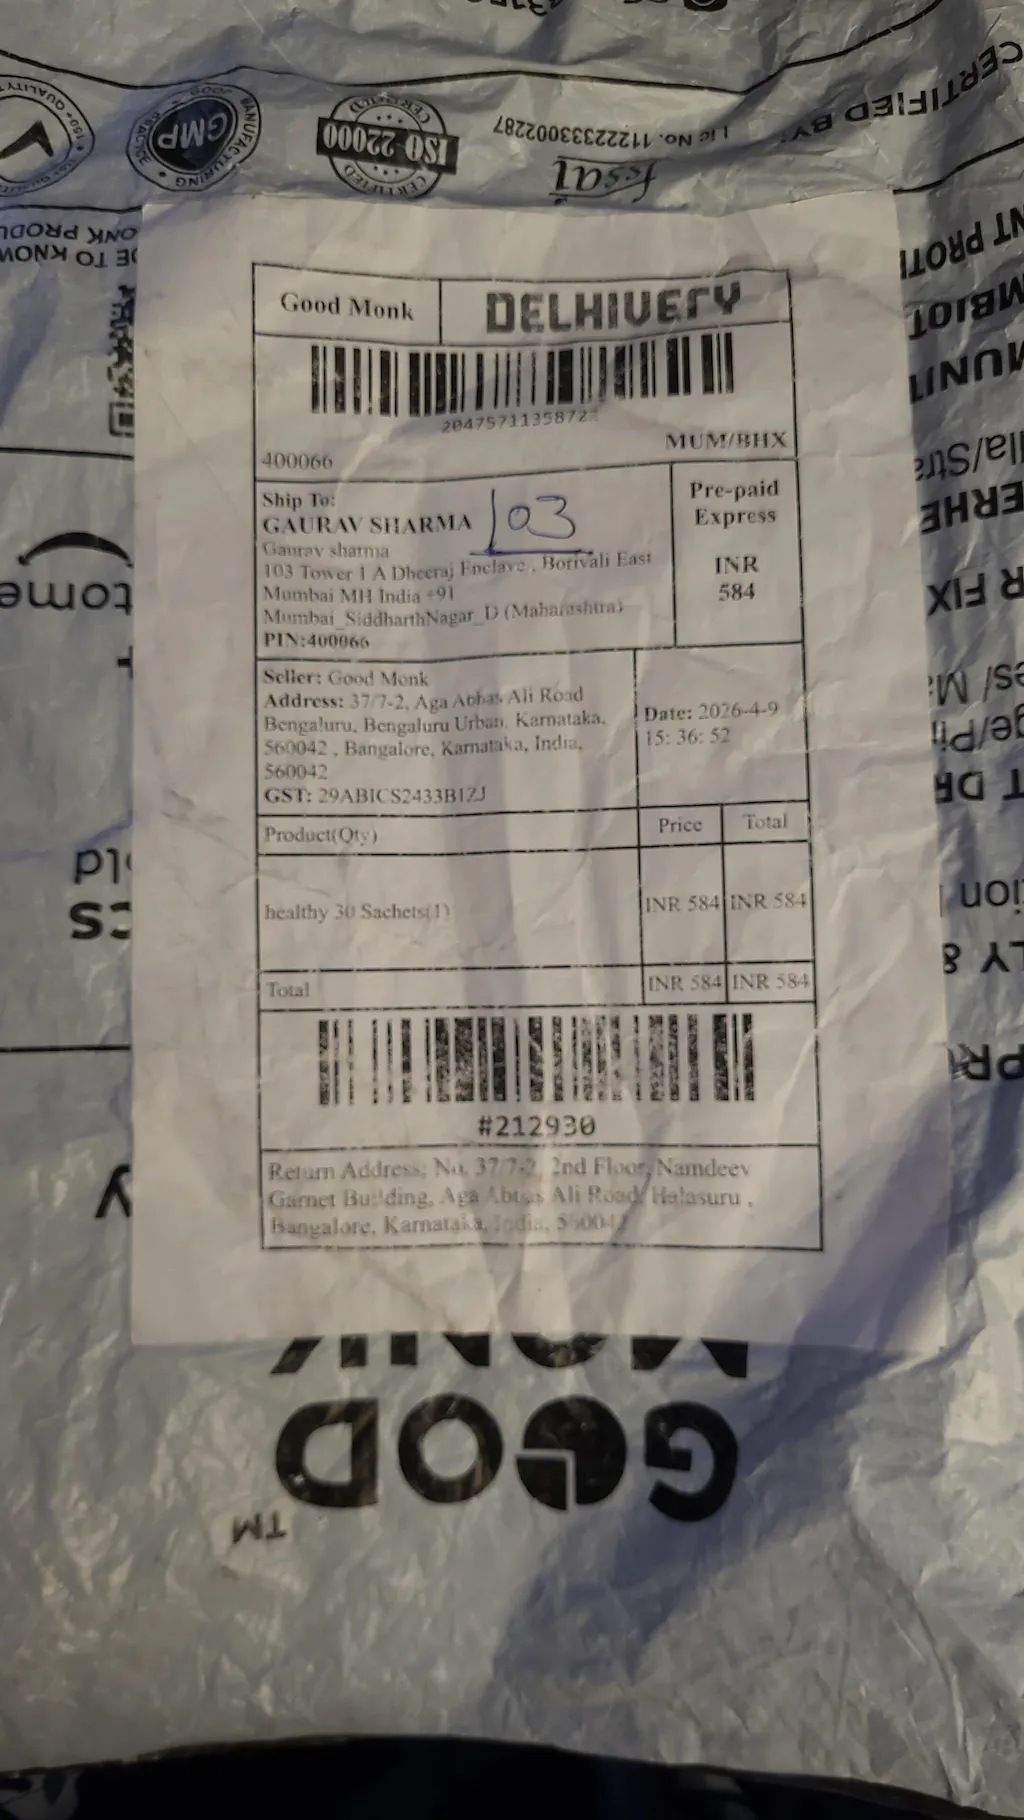 CERTIFIED BY:
fssai
Lic No. 11222333002287
ISO 22000
CERTIFIED
GMP
GOOD MANUFACTURING
Good Monk
DELHIVERY
MUM/BHX
400066
Ship To:
GAURAV SHARMA
103
Gaurav sharma
103 Tower 1 A Dheeraj Enclave , Borivali East
Mumbai MH India +91
Mumbai_SiddharthNagar_D (Maharashtra)
PIN:400066
Pre-paid
Express
INR
584
Seller: Good Monk
Address: 37/7-2, Aga Abbas Ali Road
Bengaluru, Bengaluru Urban, Karnataka,
560042 , Bangalore, Karnataka, India,
560042
GST: 29ABICS2433B1ZJ
Date: 2026-4-9
15: 36: 52
Product(Qty)
Price
Total
healthy 30 Sachets(1)
INR 584
INR 584
Total
INR 584
INR 584
#212930
Return Address: No. 37/7-2, 2nd Floor, Namdeev
Garnet Building, Aga Abbas Ali Road, Halasuru ,
Bangalore, Karnataka, India, 560042
GOOD
MONK
TM